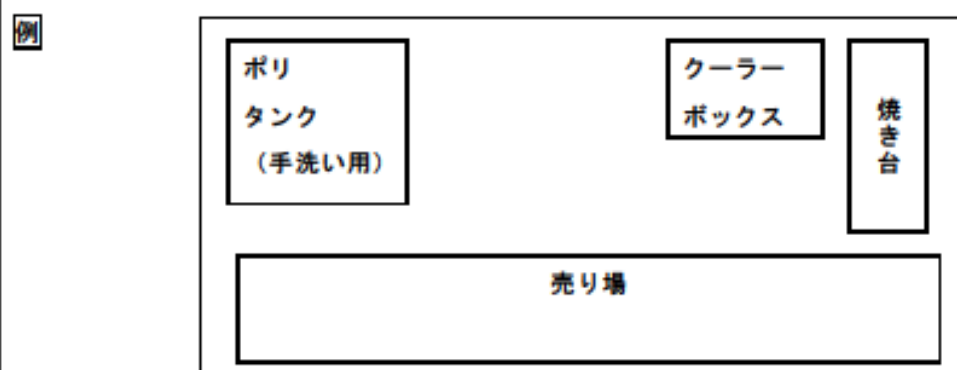 例
ポリ
タンク
（手洗い用）
クーラー
ボックス
焼き台
売り場